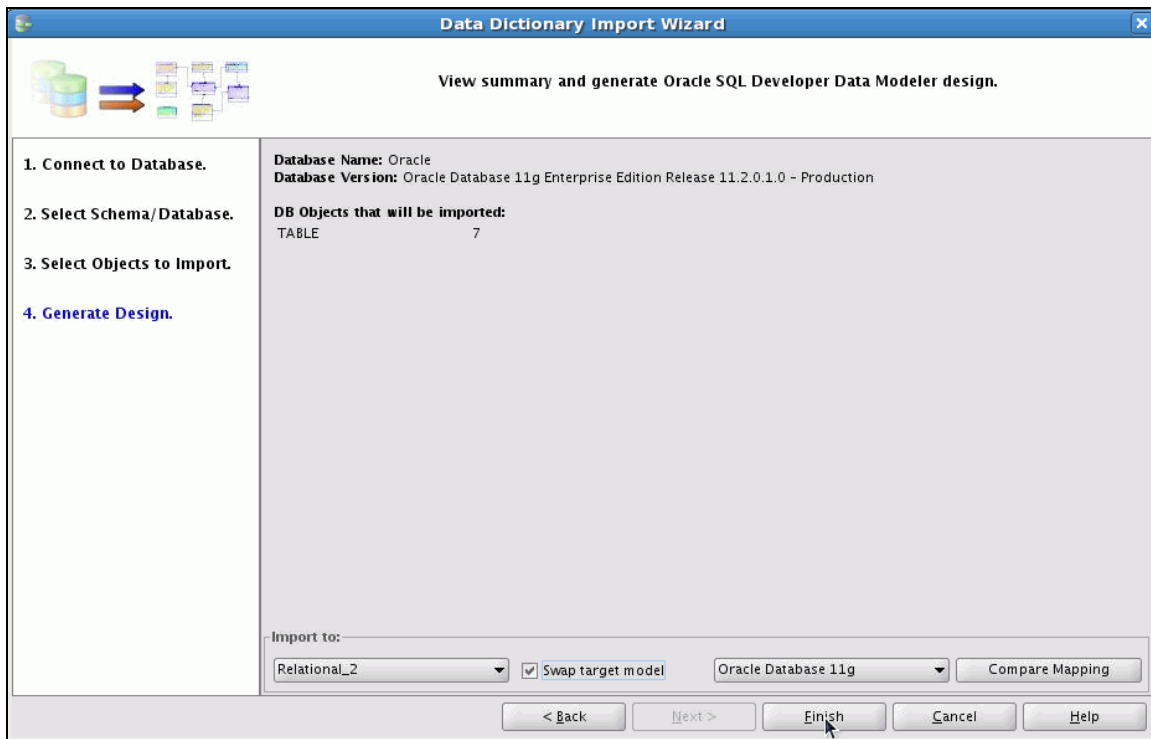 Data Dictionary Import Wizard
View summary and generate Oracle SQL Developer Data Modeler design.
1. Connect to Database.
2. Select Schema/Database.
3. Select Objects to Import.
4. Generate Design.
Database Name: Oracle
Database Version: Oracle Database 11g Enterprise Edition Release 11.2.0.1.0 - Production
DB Objects that will be imported:
TABLE 7
Import to:
Relational_2 Swap target model Oracle Database 11g Compare Mapping
< Back Next > Finish Cancel Help